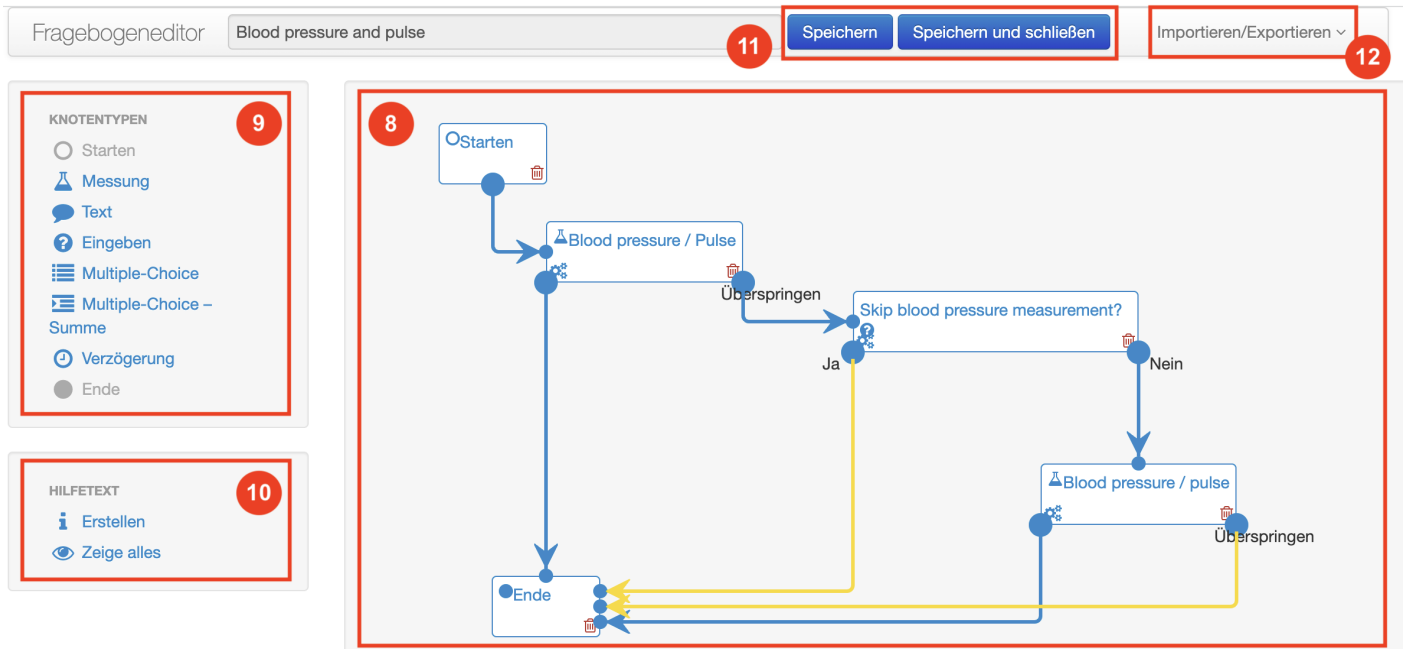 Fragebogeneditor
Blood pressure and pulse
11
Speichern
Speichern und schließen
Importieren/Exportieren
12
KNOTENTYPEN
9
Starten
Messung
Text
Eingeben
Multiple-Choice
Multiple-Choice –
Summe
Verzögerung
Ende
HILFETEXT
10
Erstellen
Zeige alles
8
Starten
Blood pressure / Pulse
Überspringen
Skip blood pressure measurement?
Ja
Nein
Blood pressure / pulse
Überspringen
Ende